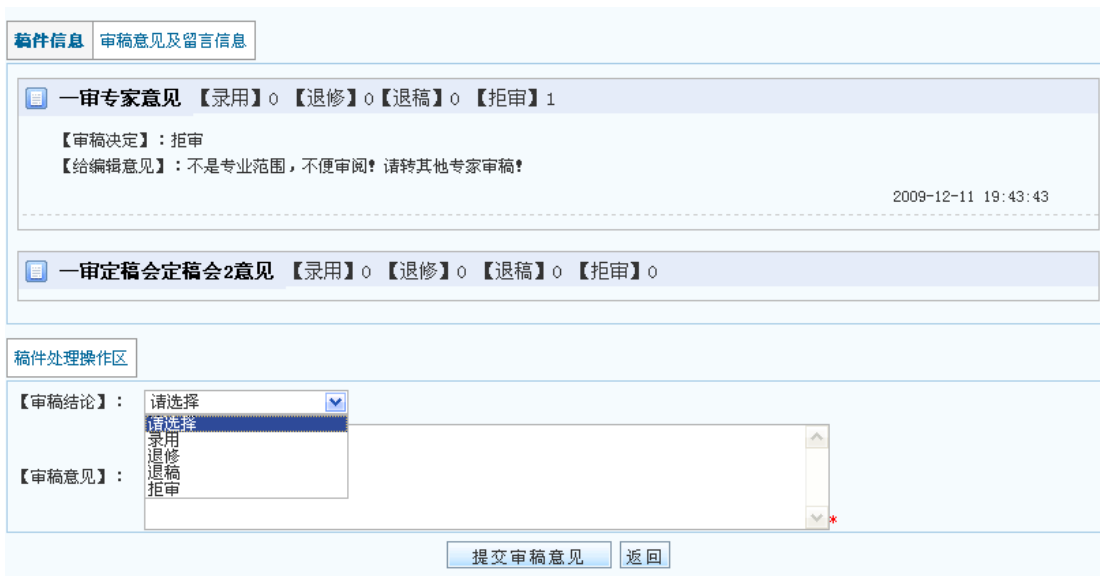 稿件信息 审稿意见及留言信息
一审专家意见 【录用】0 【退修】0【退稿】0 【拒审】1
【审稿决定】：拒审
【给编辑意见】：不是专业范围，不便审阅！请转其他专家审稿！
2009-12-11 19:43:43
一审定稿会定稿会2意见 【录用】0 【退修】0 【退稿】0 【拒审】0
稿件处理操作区
【审稿结论】： 请选择
请选择
录用
退修
退稿
拒审
【审稿意见】：
*
提交审稿意见 返回